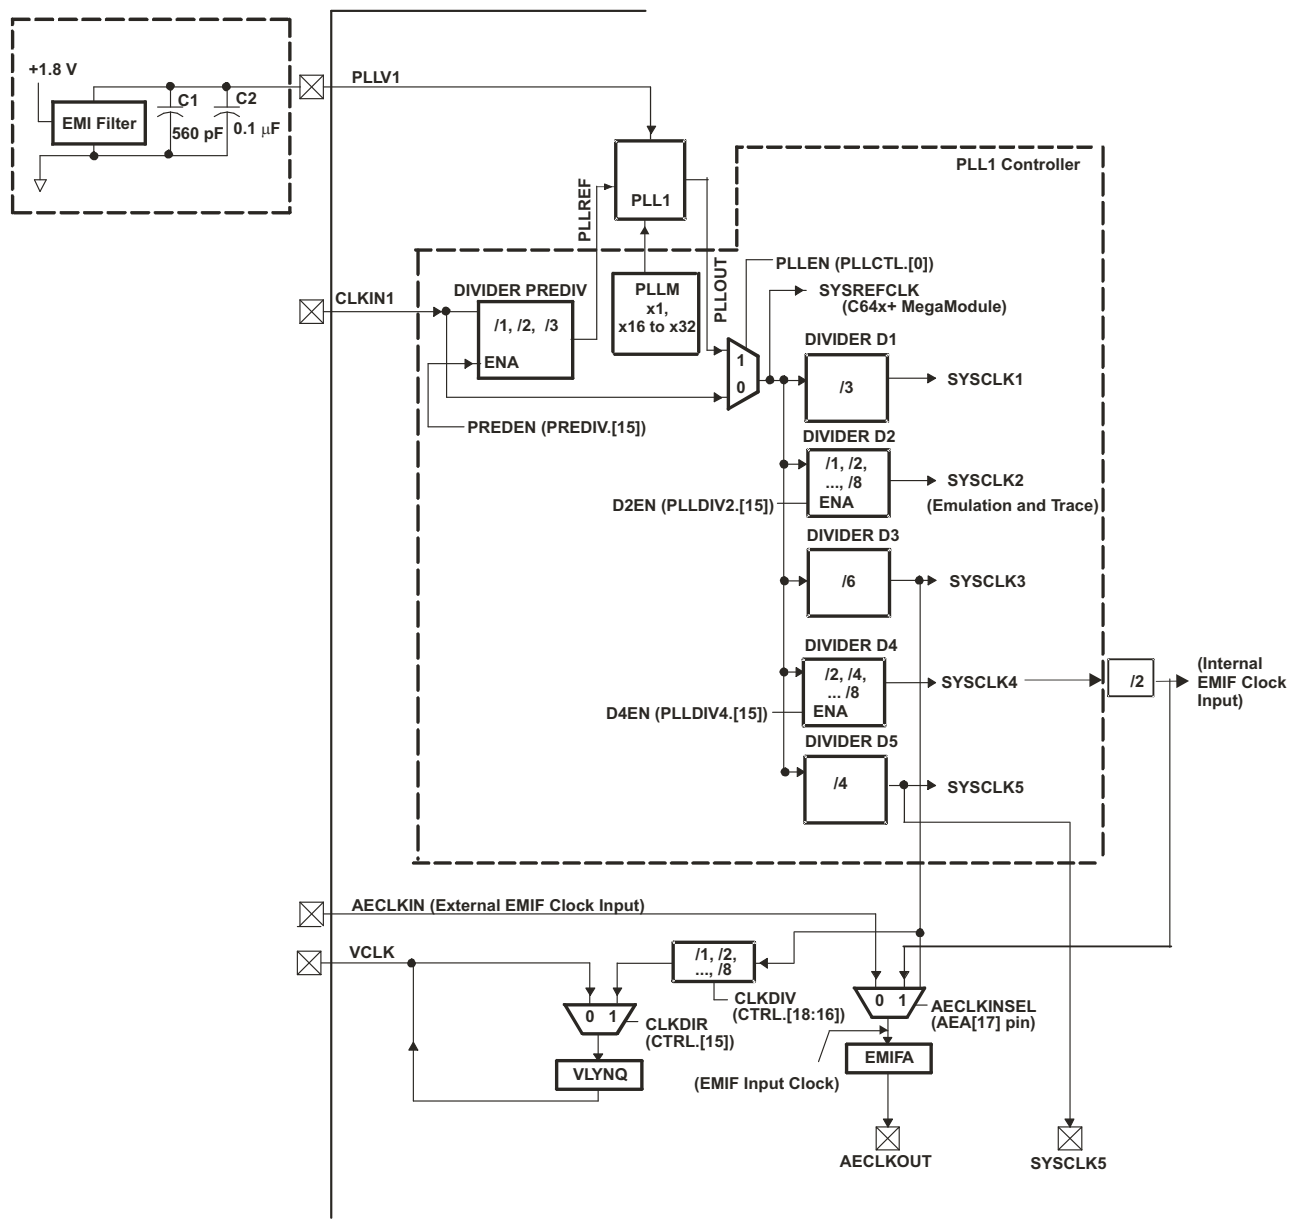 +1.8 V
EMI Filter
C1
560 pF
C2
0.1 μF
PLLV1
PLL1 Controller
PLLREF
PLL1
PLLOUT
PLLEN (PLLCTL.[0])
SYSREFCLK
(C64x+ MegaModule)
CLKIN1
DIVIDER PREDIV
/1, /2, /3
ENA
PLLM
x1,
x16 to x32
1
0
PREDEN (PREDIV.[15])
DIVIDER D1
/3
SYSCLK1
DIVIDER D2
/1, /2,
..., /8
ENA
SYSCLK2
(Emulation and Trace)
D2EN (PLLDIV2.[15])
DIVIDER D3
/6
SYSCLK3
DIVIDER D4
/2, /4,
... /8
ENA
SYSCLK4
/2
(Internal
EMIF Clock
Input)
D4EN (PLLDIV4.[15])
DIVIDER D5
/4
SYSCLK5
AECLKIN (External EMIF Clock Input)
VCLK
/1, /2,
..., /8
CLKDIV
(CTRL.[18:16])
0 1
CLKDIR
(CTRL.[15])
VLYNQ
0 1
AECLKINSEL
(AEA[17] pin)
EMIFA
(EMIF Input Clock)
AECLKOUT
SYSCLK5